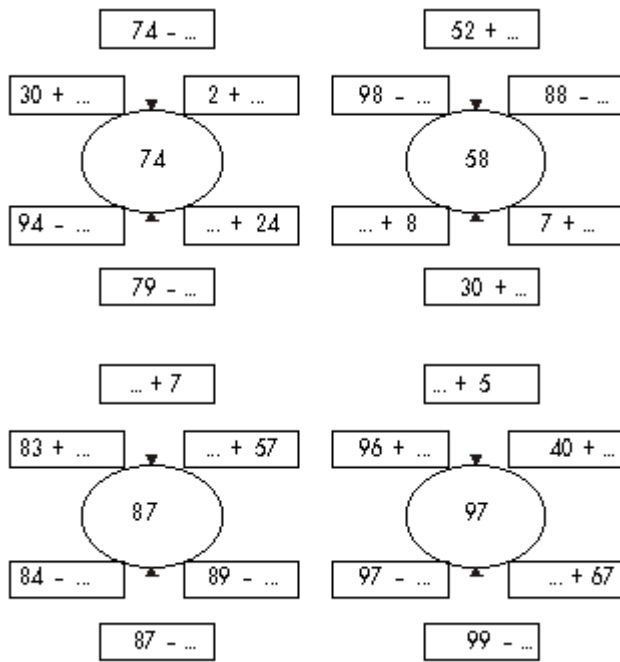 74 - ...
52 + ...
30 + ...
2 + ...
98 - ...
88 - ...
74
58
94 - ...
... + 24
... + 8
7 + ...
79 - ...
30 + ...
... + 7
... + 5
83 + ...
... + 57
96 + ...
40 + ...
87
97
84 - ...
89 - ...
97 - ...
... + 67
87 - ...
99 - ...